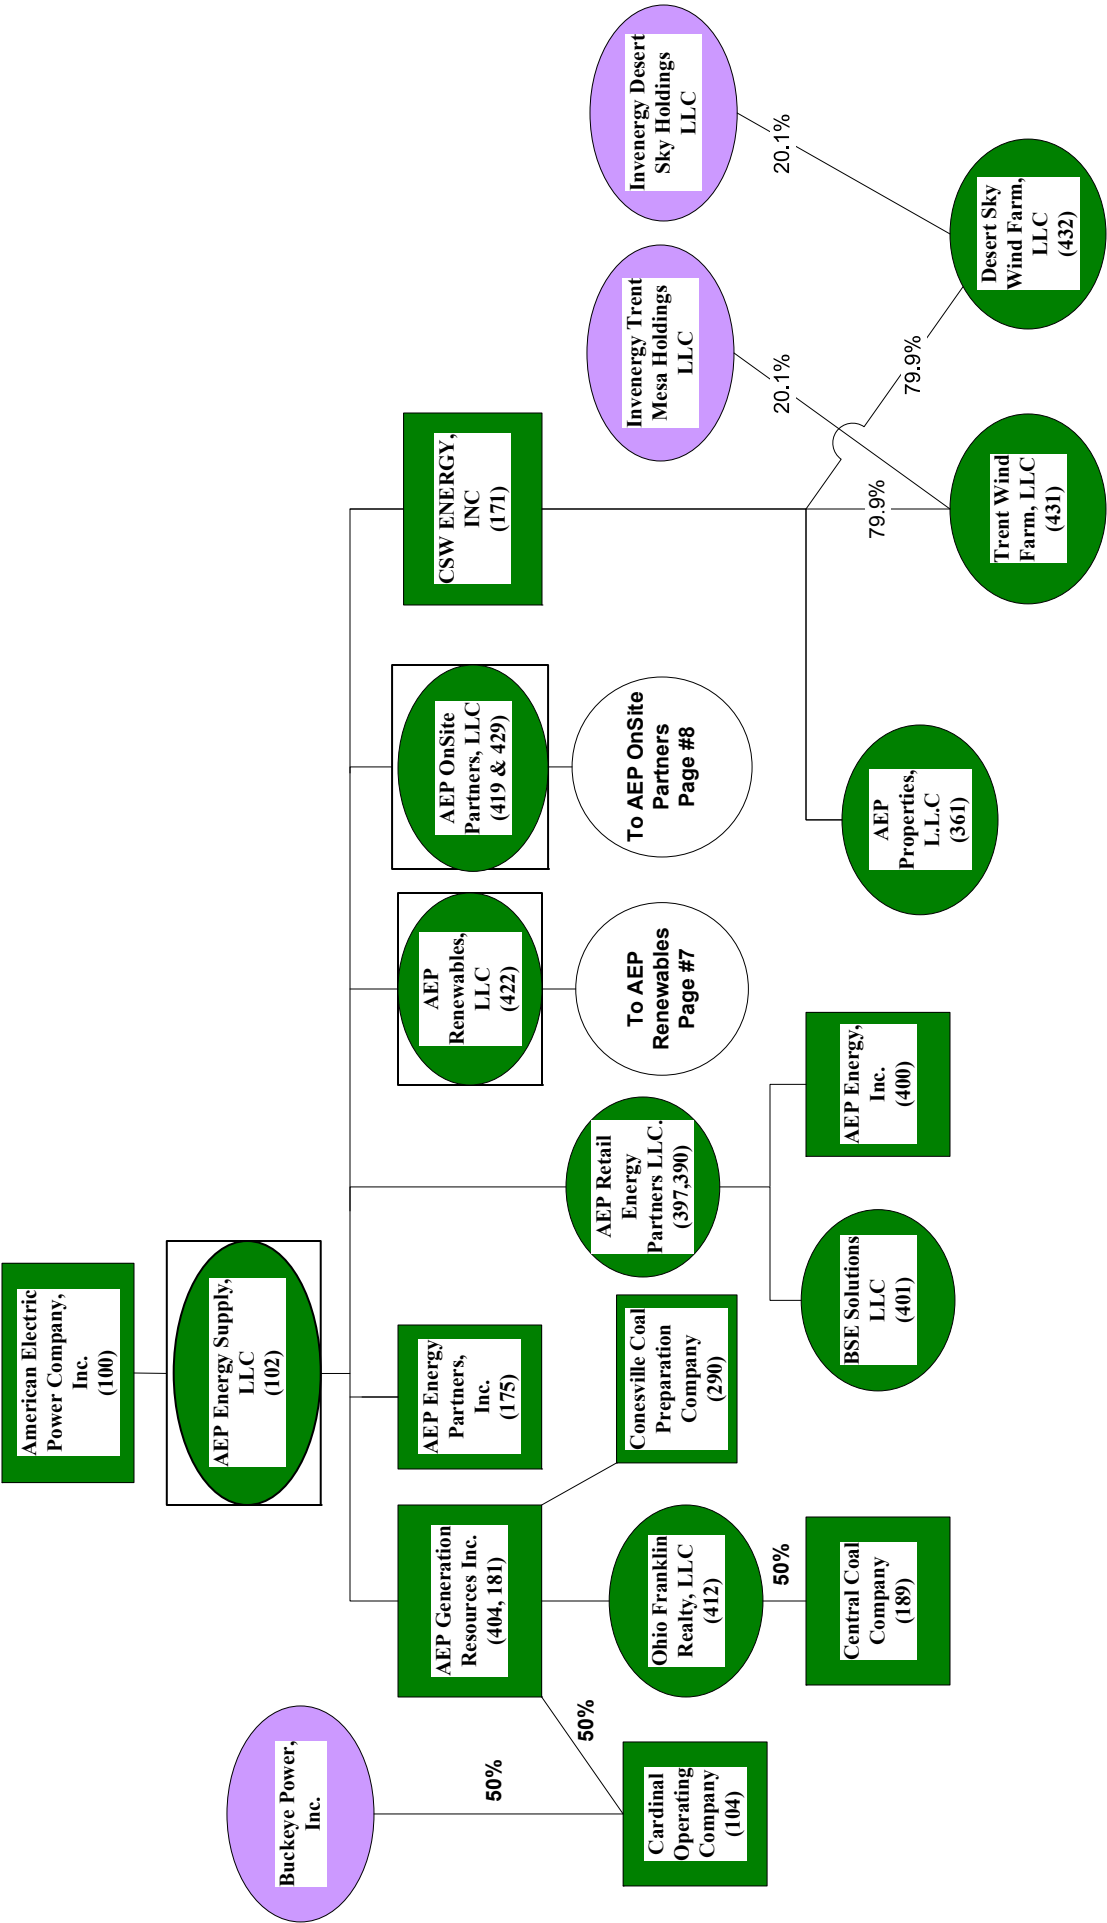 American Electric
Power Company,
Inc.
(100)
AEP Energy Supply,
LLC
(102)
Buckeye Power,
Inc.
50%
50%
Cardinal
Operating
Company
(104)
AEP Generation
Resources Inc.
(404, 181)
Ohio Franklin
Realty, LLC
(412)
50%
Central Coal
Company
(189)
Conesville Coal
Preparation
Company
(290)
AEP Energy
Partners,
Inc.
(175)
AEP Retail
Energy
Partners LLC.
(397,390)
BSE Solutions
LLC
(401)
AEP Energy,
Inc.
(400)
AEP
Renewables,
LLC
(422)
To AEP
Renewables
Page #7
AEP OnSite
Partners, LLC
(419 & 429)
To AEP OnSite
Partners
Page #8
CSW ENERGY,
INC
(171)
AEP
Properties,
L.L.C
(361)
Invenergy Trent
Mesa Holdings
LLC
Invenergy Desert
Sky Holdings
LLC
20.1%
20.1%
79.9%
79.9%
Trent Wind
Farm, LLC
(431)
Desert Sky
Wind Farm,
LLC
(432)